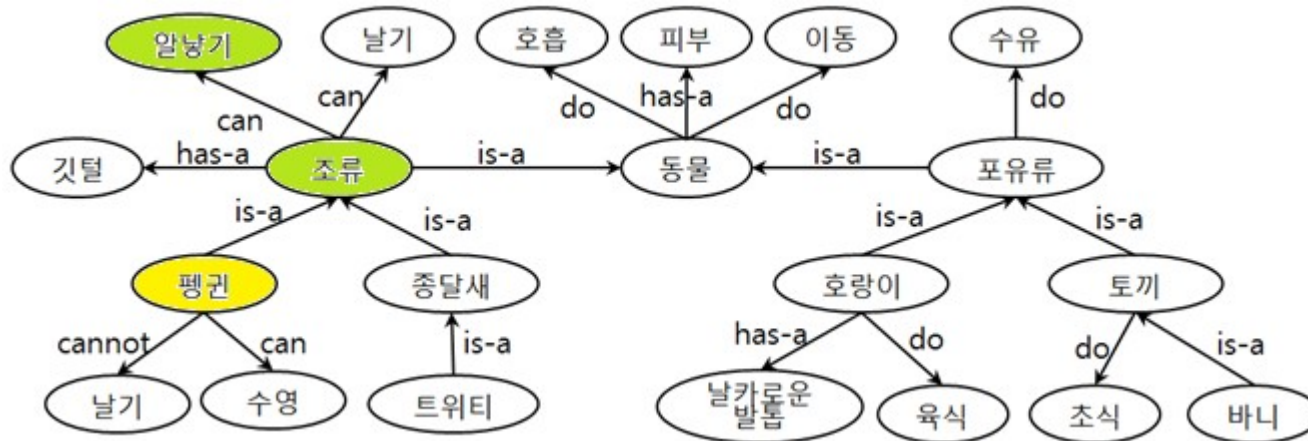 알낳기
날기
호흡
피부
이동
수유
can
can
do
has-a
do
do
깃털
has-a
조류
is-a
동물
is-a
포유류
is-a
is-a
is-a
is-a
펭귄
종달새
호랑이
토끼
cannot
can
is-a
has-a
do
do
is-a
날기
수영
트위티
날카로운
발톱
육식
초식
바니